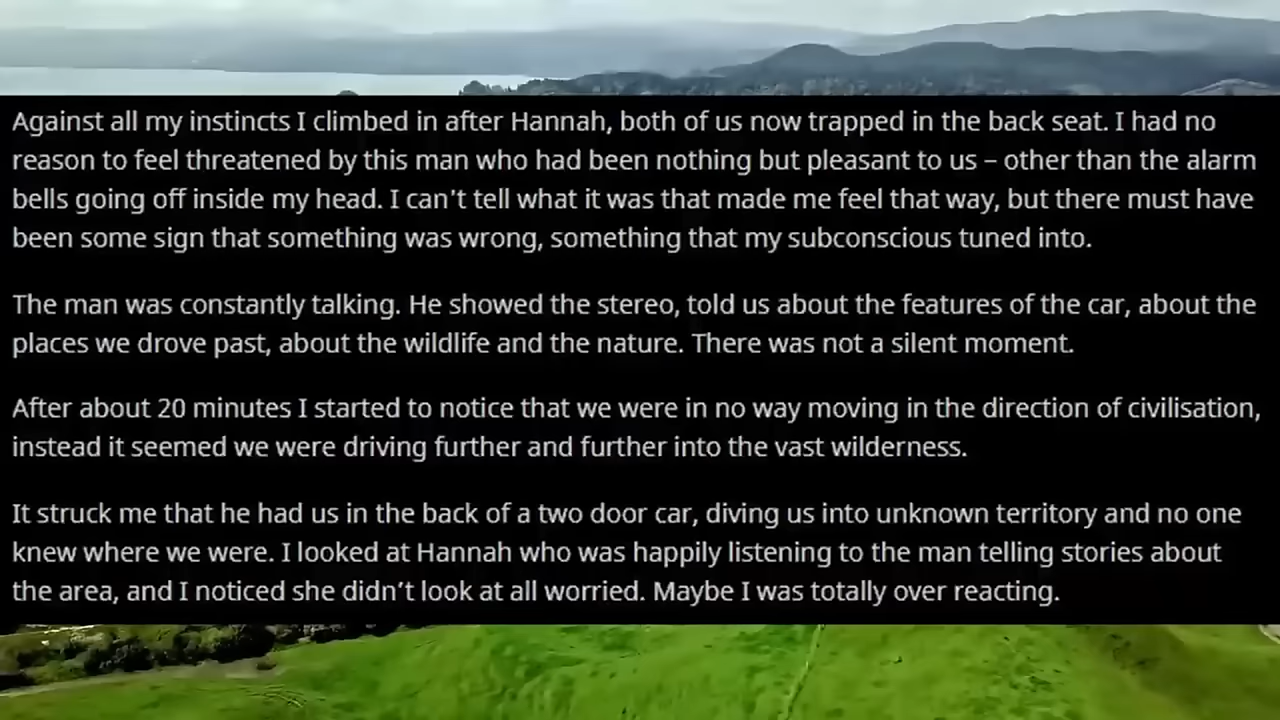 Against all my instincts I climbed in after Hannah, both of us now trapped in the back seat. I had no
reason to feel threatened by this man who had been nothing but pleasant to us – other than the alarm
bells going off inside my head. I can't tell what it was that made me feel that way, but there must have
been some sign that something was wrong, something that my subconscious tuned into.
The man was constantly talking. He showed the stereo, told us about the features of the car, about the
places we drove past, about the wildlife and the nature. There was not a silent moment.
After about 20 minutes I started to notice that we were in no way moving in the direction of civilisation,
instead it seemed we were driving further and further into the vast wilderness.
It struck me that he had us in the back of a two door car, diving us into unknown territory and no one
knew where we were. I looked at Hannah who was happily listening to the man telling stories about
the area, and I noticed she didn’t look at all worried. Maybe I was totally over reacting.